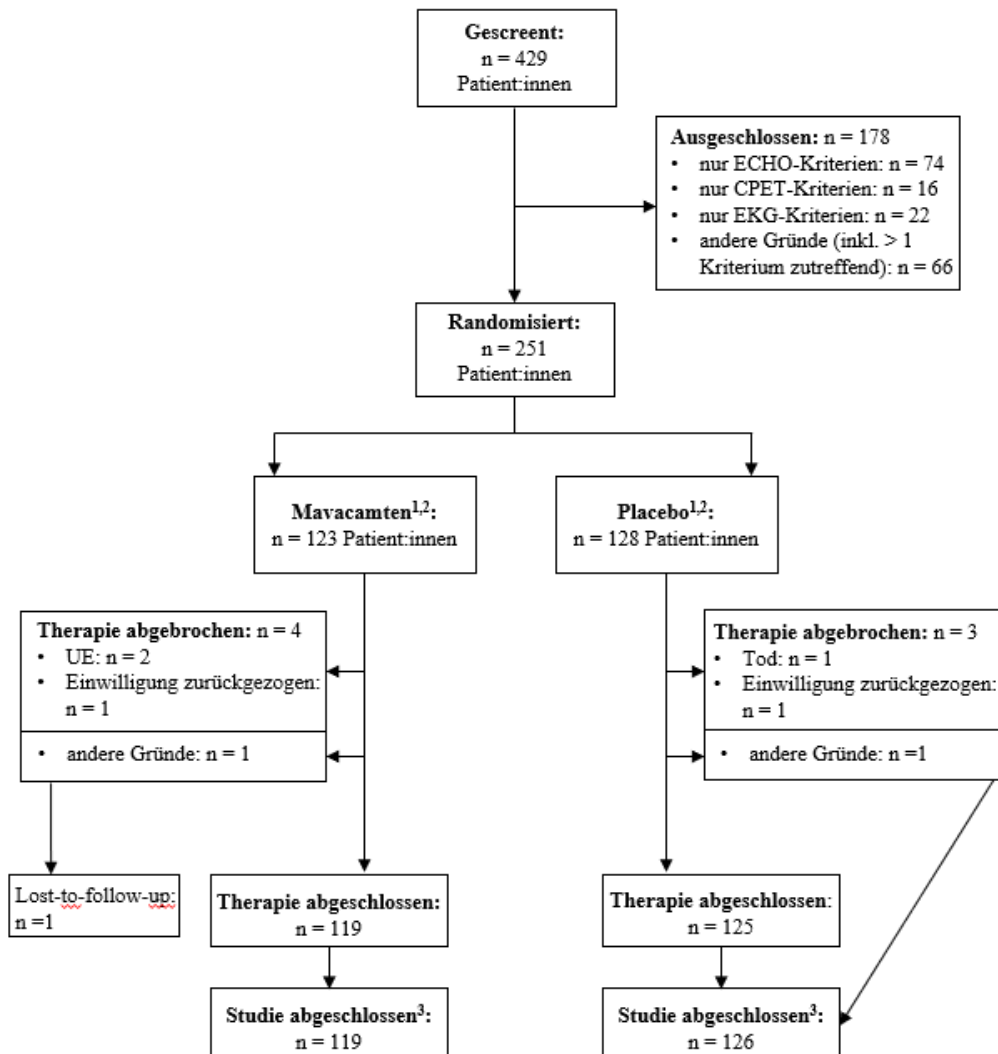 Gescreent:
n = 429
Patient:innen
Ausgeschlossen: n = 178
• nur ECHO-Kriterien: n = 74
• nur CPET-Kriterien: n = 16
• nur EKG-Kriterien: n = 22
• andere Gründe (inkl. > 1
Kriterium zutreffend): n = 66
Randomisiert:
n = 251
Patient:innen
Mavacamten¹,²:
n = 123 Patient:innen
Placebo¹,²:
n = 128 Patient:innen
Therapie abgebrochen: n = 4
• UE: n = 2
• Einwilligung zurückgezogen:
n = 1
• andere Gründe: n = 1
Therapie abgebrochen: n = 3
• Tod: n = 1
• Einwilligung zurückgezogen:
n = 1
• andere Gründe: n =1
Lost-to-follow-up:
n =1
Therapie abgeschlossen:
n = 119
Therapie abgeschlossen:
n = 125
Studie abgeschlossen³:
n = 119
Studie abgeschlossen³:
n = 126